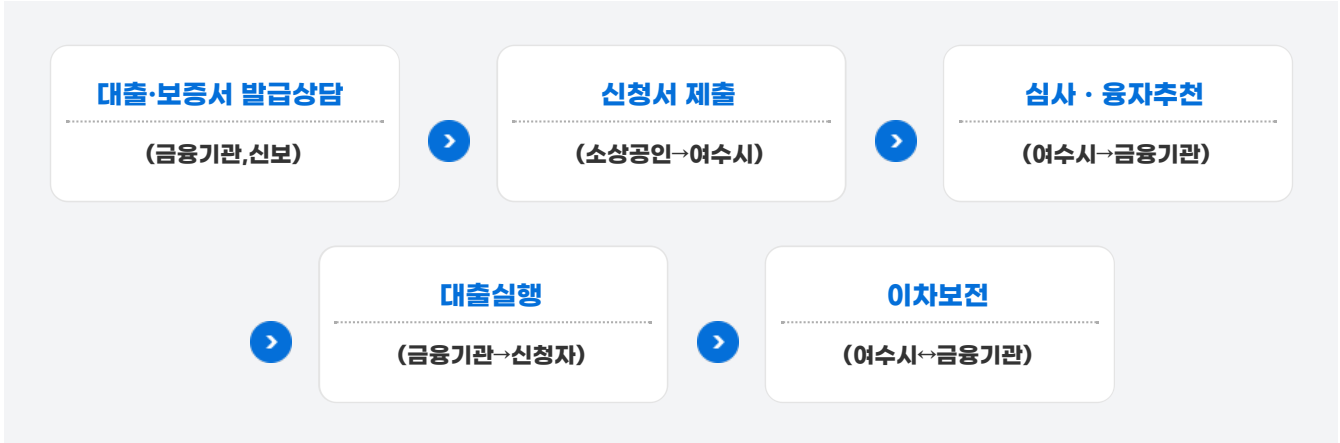 대출·보증서 발급상담
(금융기관,신보)
신청서 제출
(소상공인→여수시)
심사 · 융자추천
(여수시→금융기관)
대출실행
(금융기관→신청자)
이차보전
(여수시↔금융기관)